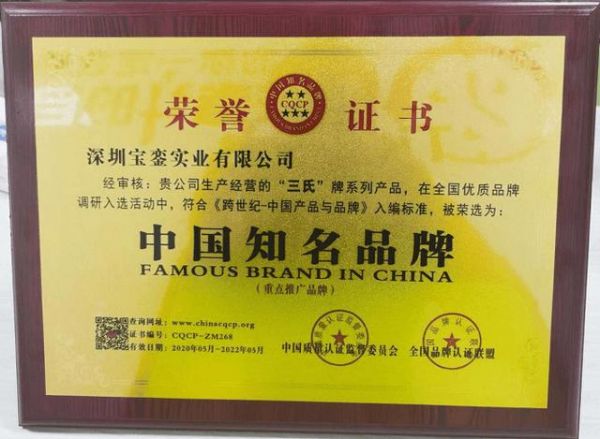 荣誉证书
中国知名品牌
CQCP
深圳宝銮实业有限公司
经审核：贵公司生产经营的“三氏”牌系列产品，在全国优质品牌
调研入选活动中，符合《跨世纪-中国产品与品牌》入编标准，被荣选为：
中国知名品牌
FAMOUS BRAND IN CHINA
（重点推广品牌）
查询网址：www.chinacqcp.org
证书编号：CQCP-ZM268
有效日期：2020年05月-2022年05月
中国质量认证监督委员会
全国品牌认证联盟